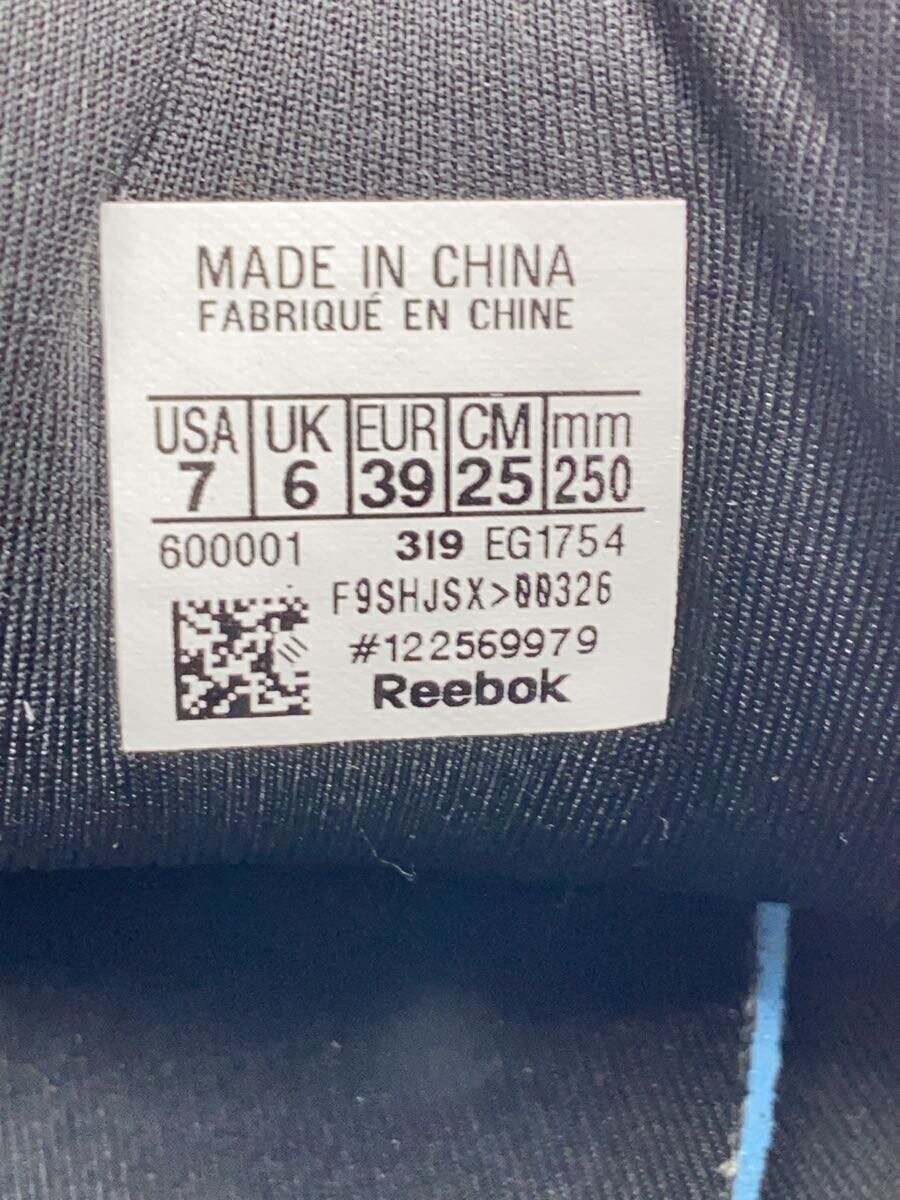 MADE IN CHINA
FABRIQUÉ EN CHINE
USA UK EUR CM mm
7 6 39 25 250
600001 319 EG1754
F9SHJSX>00326
#122569979
Reebok